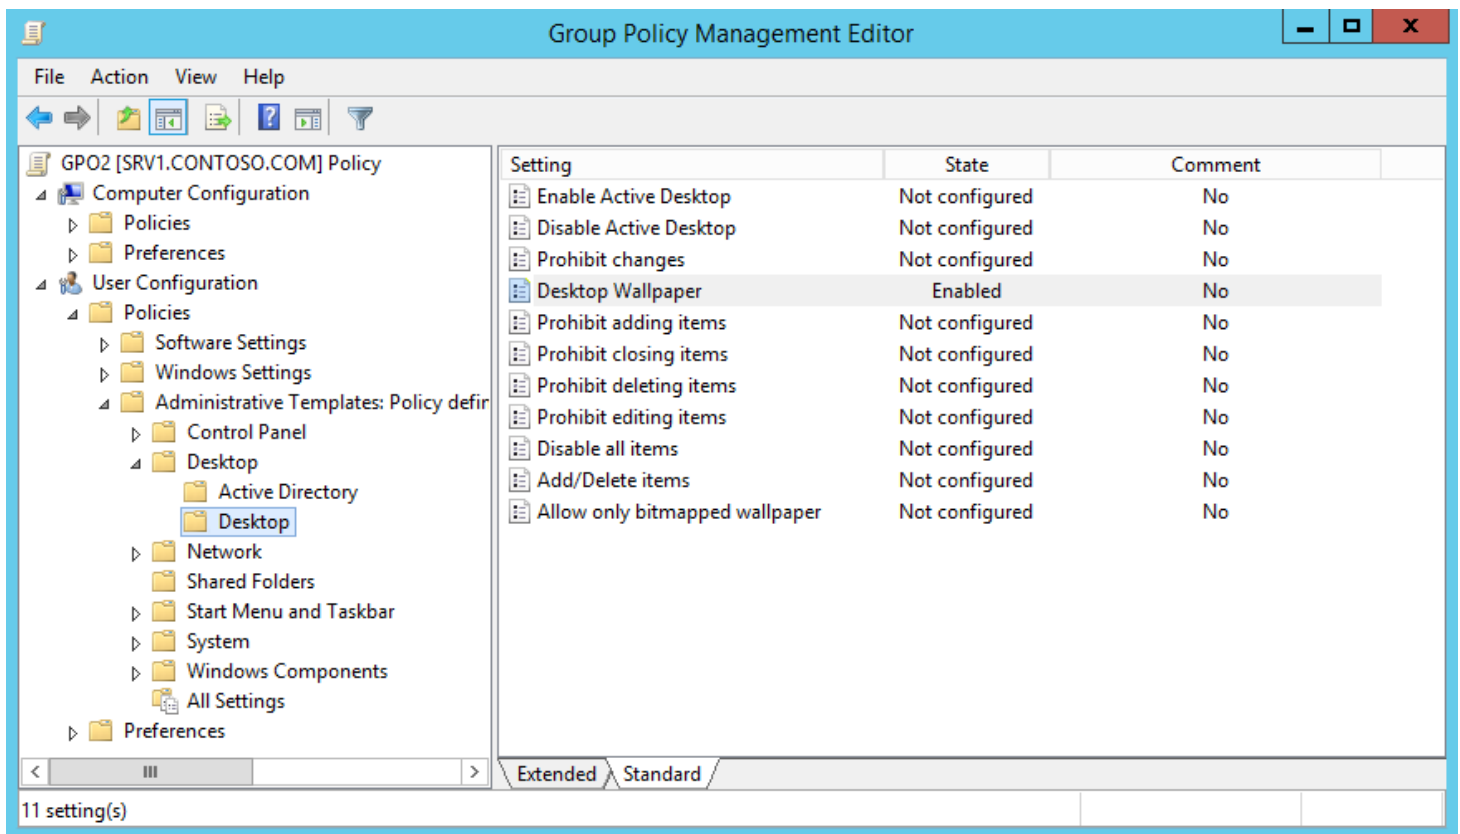 Group Policy Management Editor
File Action View Help
GPO2 [SRV1.CONTOSO.COM] Policy
Computer Configuration
Policies
Preferences
User Configuration
Policies
Software Settings
Windows Settings
Administrative Templates: Policy defin
Control Panel
Desktop
Active Directory
Desktop
Network
Shared Folders
Start Menu and Taskbar
System
Windows Components
All Settings
Preferences
Setting State Comment
Enable Active Desktop Not configured No
Disable Active Desktop Not configured No
Prohibit changes Not configured No
Desktop Wallpaper Enabled No
Prohibit adding items Not configured No
Prohibit closing items Not configured No
Prohibit deleting items Not configured No
Prohibit editing items Not configured No
Disable all items Not configured No
Add/Delete items Not configured No
Allow only bitmapped wallpaper Not configured No
Extended Standard
11 setting(s)